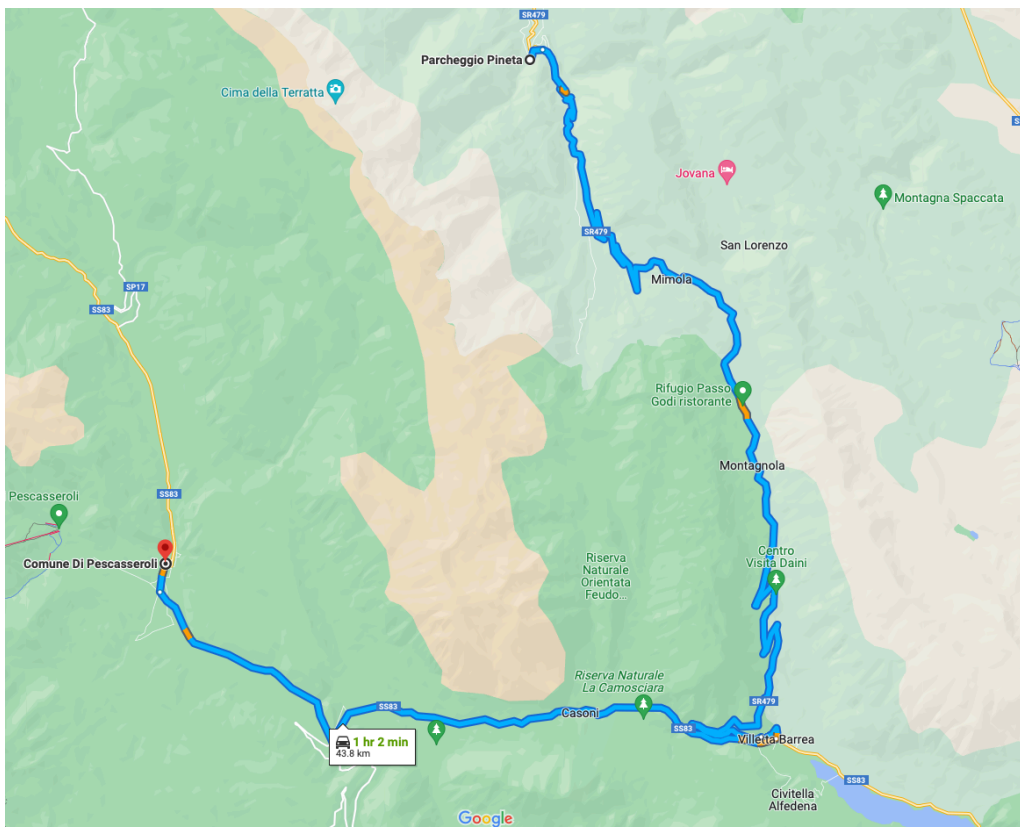 SR479
Parcheggio Pineta
Cima della Terratta
Jovana
Montagna Spaccata
SR479
San Lorenzo
Mimola
SP17
SS83
Rifugio Passo
Godi ristorante
Montagnola
SS83
Pescasseroli
Comune Di Pescasseroli
Centro
Visita Daini
Riserva
Naturale
Orientata
Feudo...
Riserva Naturale
La Camosciara
SR479
SS83
Casoni
SS83
Villetta Barrea
1 hr 2 min
43.8 km
SS83
Civitella
Alfedena
Google